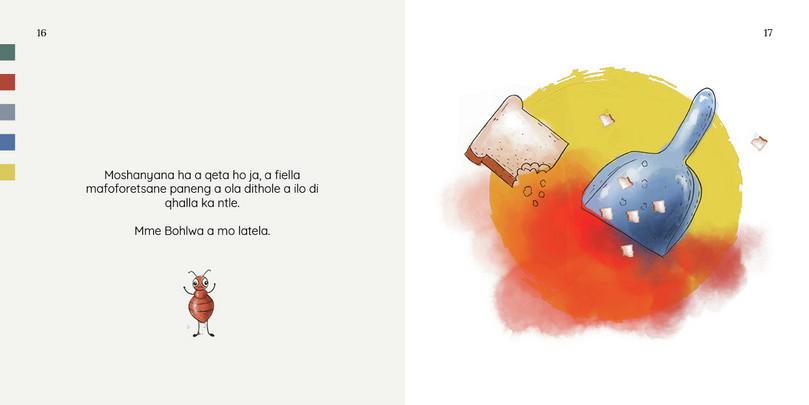 16
17
Moshanyana ha a qeta ho ja, a fiella
mafoforetsane paneng a ola dithole a ilo di
qhalla ka ntle.
Mme Bohlwa a mo latela.